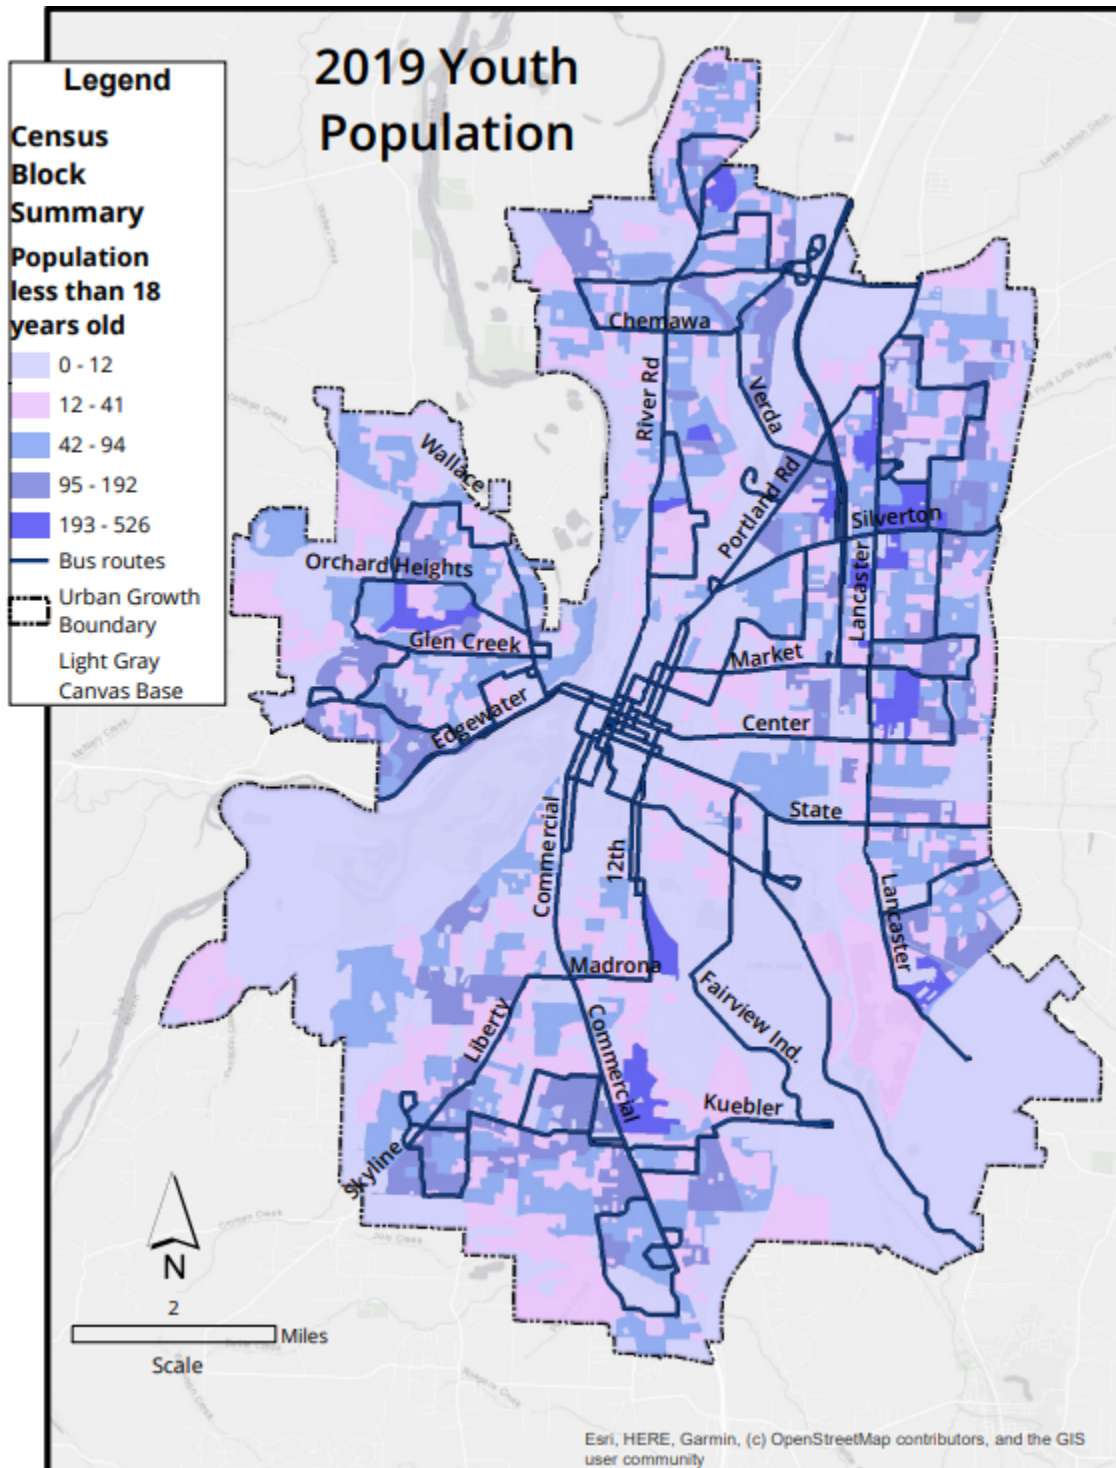 2019 Youth
Population
Legend
Census
Block
Summary
Population
less than 18
years old
0 - 12
12 - 41
42 - 94
95 - 192
193 - 526
Bus routes
Urban Growth
Boundary
Light Gray
Canvas Base
Chemawa
River Rd
Verda
Portland Rd
Wallace
Silverton
Orchard Heights
Lancaster
Glen Creek
Market
Edgewater
Center
State
Commercial
12th
Lancaster
Madrona
Liberty
Fairview Ind.
Commercial
Kuebler
Skyline
N
2
Miles
Scale
Esri, HERE, Garmin, (c) OpenStreetMap contributors, and the GIS
user community